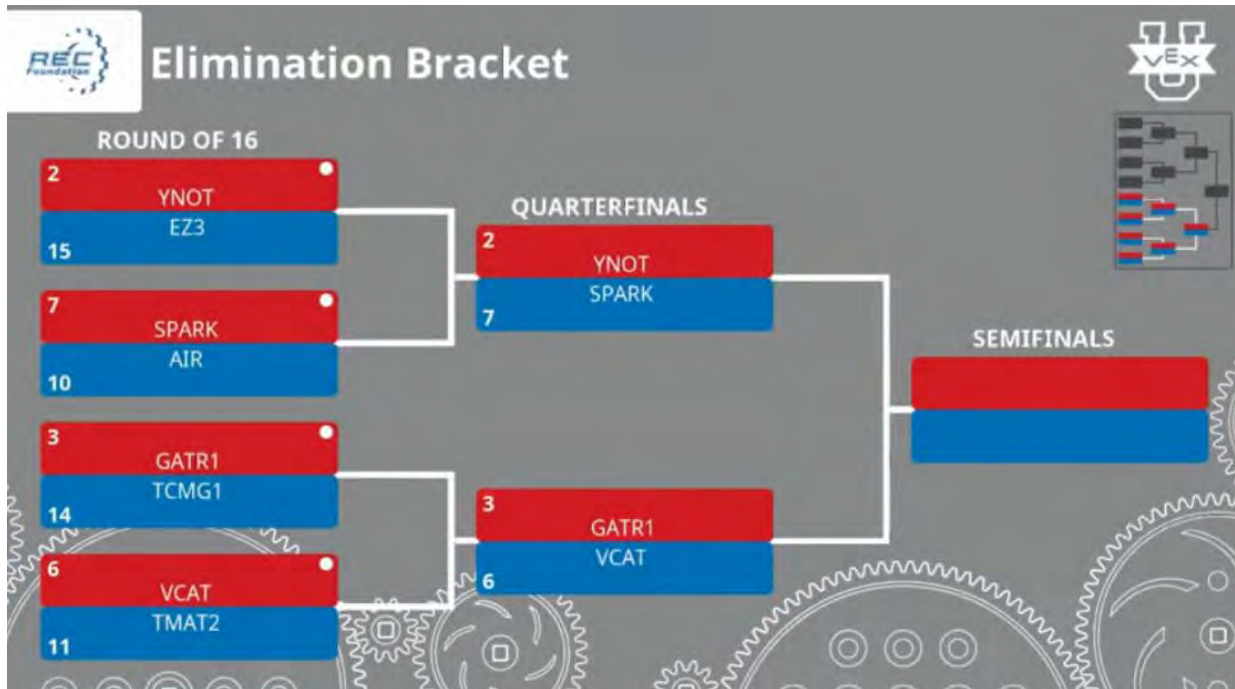 REC
Foundation
Elimination Bracket
U
VEX
ROUND OF 16
2
YNOT
EZ3
15
7
SPARK
AIR
10
3
GATR1
TCMG1
14
6
VCAT
TMAT2
11
QUARTERFINALS
2
YNOT
SPARK
7
3
GATR1
VCAT
6
SEMIFINALS